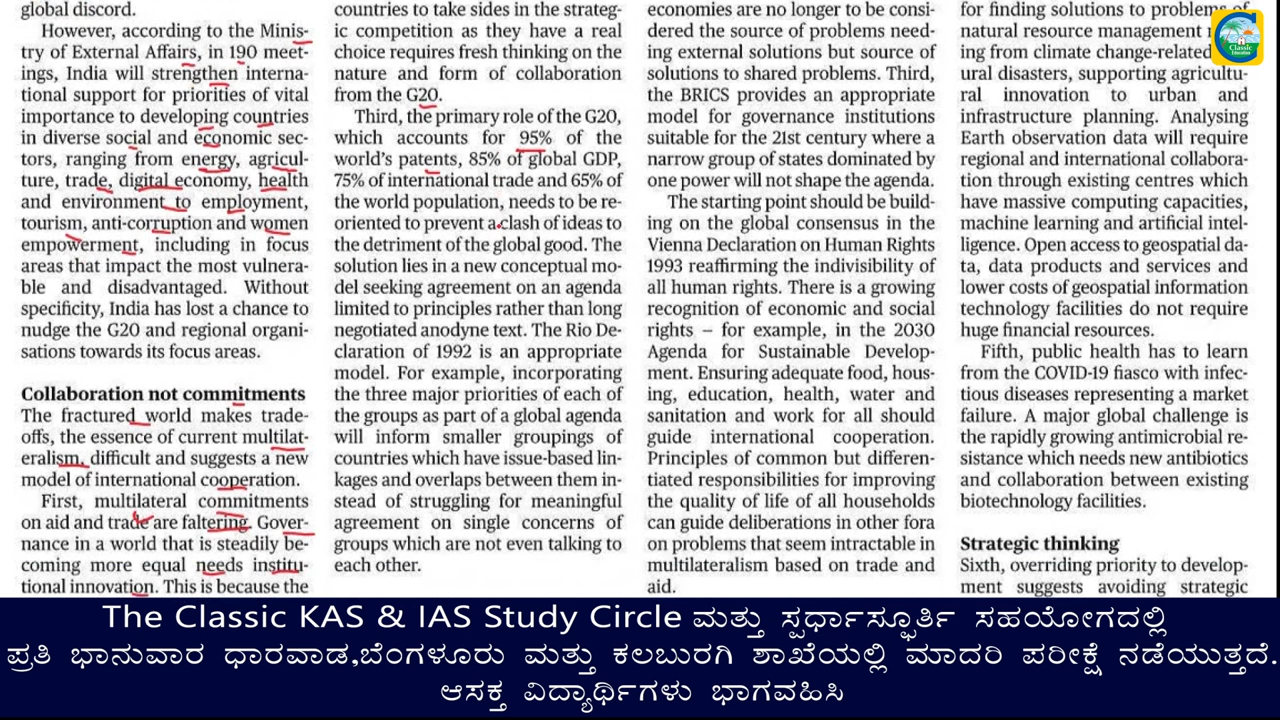 global discord.
However, according to the Minis-
try of External Affairs, in 190 meet-
ings, India will strengthen interna-
tional support for priorities of vital
importance to developing countries
in diverse social and economic sec-
tors, ranging from energy, agricul-
ture, trade, digital economy, health
and environment to employment,
tourism, anti-corruption and women
empowerment, including in focus
areas that impact the most vulnera-
ble and disadvantaged. Without
specificity, India has lost a chance to
nudge the G20 and regional organi-
sations towards its focus areas.
Collaboration not commitments
The fractured world makes trade-
offs, the essence of current multilat-
eralism, difficult and suggests a new
model of international cooperation.
First, multilateral commitments
on aid and trade are faltering. Gover-
nance in a world that is steadily be-
coming more equal needs institu-
tional innovation. This is because the
countries to take sides in the strateg-
ic competition as they have a real
choice requires fresh thinking on the
nature and form of collaboration
from the G20.
Third, the primary role of the G20,
which accounts for 95% of the
world's patents, 85% of global GDP,
75% of international trade and 65% of
the world population, needs to be re-
oriented to prevent a clash of ideas to
the detriment of the global good. The
solution lies in a new conceptual mo-
del seeking agreement on an agenda
limited to principles rather than long
negotiated anodyne text. The Rio De-
claration of 1992 is an appropriate
model. For example, incorporating
the three major priorities of each of
the groups as part of a global agenda
will inform smaller groupings of
countries which have issue-based lin-
kages and overlaps between them in-
stead of struggling for meaningful
agreement on single concerns of
groups which are not even talking to
each other.
economies are no longer to be consi-
dered the source of problems need-
ing external solutions but source of
solutions to shared problems. Third,
the BRICS provides an appropriate
model for governance institutions
suitable for the 21st century where a
narrow group of states dominated by
one power will not shape the agenda.
The starting point should be build-
ing on the global consensus in the
Vienna Declaration on Human Rights
1993 reaffirming the indivisibility of
all human rights. There is a growing
recognition of economic and social
rights – for example, in the 2030
Agenda for Sustainable Develop-
ment. Ensuring adequate food, hous-
ing, education, health, water and
sanitation and work for all should
guide international cooperation.
Principles of common but differen-
tiated responsibilities for improving
the quality of life of all households
can guide deliberations in other fora
on problems that seem intractable in
multilateralism based on trade and
aid.
for finding solutions to problems of
natural resource management
ing from climate change-related
ural disasters, supporting agricultu-
ral innovation to urban and
infrastructure planning. Analysing
Earth observation data will require
regional and international collabora-
tion through existing centres which
have massive computing capacities,
machine learning and artificial intel-
ligence. Open access to geospatial da-
ta, data products and services and
lower costs of geospatial information
technology facilities do not require
huge financial resources.
Fifth, public health has to learn
from the COVID-19 fiasco with infec-
tious diseases representing a market
failure. A major global challenge is
the rapidly growing antimicrobial re-
sistance which needs new antibiotics
and collaboration between existing
biotechnology facilities.
Strategic thinking
Sixth, overriding priority to develop-
ment suggests avoiding strategic
Classic
Education
The Classic KAS & IAS Study Circle ಮತ್ತು ಸ್ಪರ್ಧಾಸ್ಫೂರ್ತಿ ಸಹಯೋಗದಲ್ಲಿ
ಪ್ರತಿ ಭಾನುವಾರ ಧಾರವಾಡ,ಬೆಂಗಳೂರು ಮತ್ತು ಕಲಬುರಗಿ ಶಾಖೆಯಲ್ಲಿ ಮಾದರಿ ಪರೀಕ್ಷೆ ನಡೆಯುತ್ತದೆ.
ಆಸಕ್ತ ವಿದ್ಯಾರ್ಥಿಗಳು ಭಾಗವಹಿಸಿ